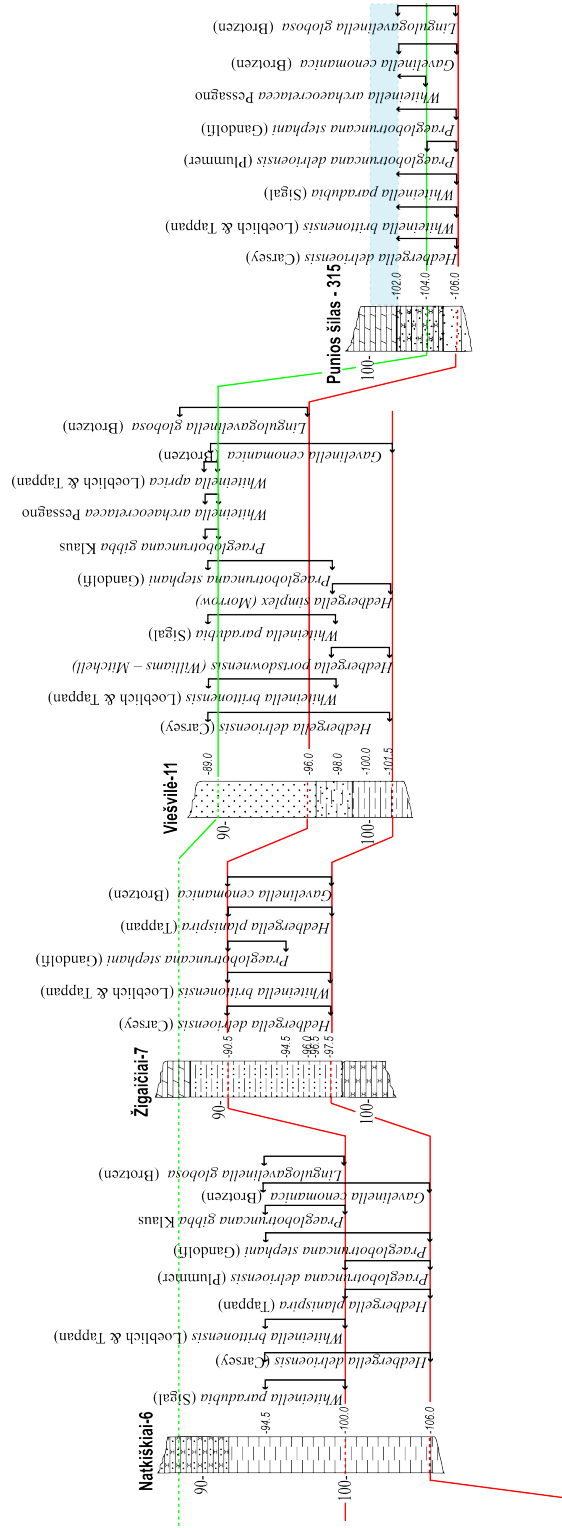 Natkiškiai-6
90-
100-
-94.5
-100.0
-106.0
Whiteinella paradubia (Sigal)
Hedbergella delrioensis (Carsey)
Whiteinella brittonensis (Loeblich & Tappan)
Hedbergella planispira (Tappan)
Praeglobotruncana delrioensis (Plummer)
Praeglobotruncana stephani (Gandolfi)
Praeglobotruncana gibba Klaus
Gavelinella cenomanica (Brotzen)
Lingulogavelinella globosa (Brotzen)
Žigaičiai-7
90-
100-
-90.5
-94.5
-96.0
-96.5
-97.5
Hedbergella delrioensis (Carsey)
Whiteinella brittonensis (Loeblich & Tappan)
Praeglobotruncana stephani (Gandolfi)
Hedbergella planispira (Tappan)
Gavelinella cenomanica (Brotzen)
Viešvilė-11
90-
100-
-89.0
-96.0
-98.0
-100.0
-101.5
Hedbergella delrioensis (Carsey)
Whiteinella brittonensis (Loeblich & Tappan)
Hedbergella portsdownensis (Williams – Mitchell)
Whiteinella paradubia (Sigal)
Hedbergella simplex (Morrow)
Praeglobotruncana stephani (Gandolfi)
Praeglobotruncana gibba Klaus
Whiteinella archaeocretacea Pessagno
Whiteinella aprica (Loeblich & Tappan)
Gavelinella cenomanica (Brotzen)
Lingulogavelinella globosa (Brotzen)
Punios šilas - 315
100-
-102.0
-104.0
-106.0
Hedbergella delrioensis (Carsey)
Whiteinella brittonensis (Loeblich & Tappan)
Whiteinella paradubia (Sigal)
Praeglobotruncana delrioensis (Plummer)
Praeglobotruncana stephani (Gandolfi)
Whiteinella archaeocretacea Pessagno
Gavelinella cenomanica (Brotzen)
Lingulogavelinella globosa (Brotzen)